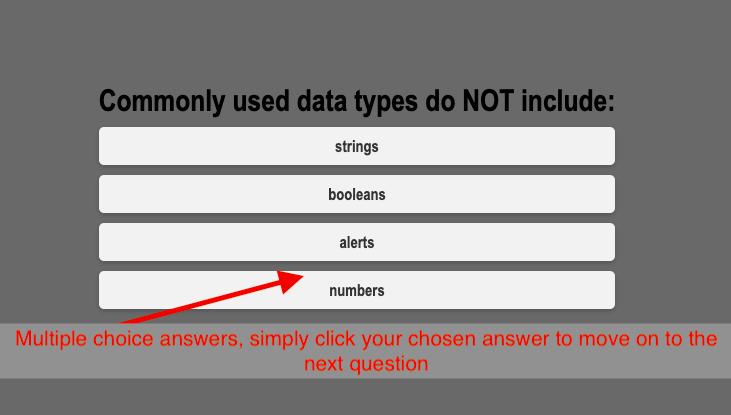 Commonly used data types do NOT include:
strings
booleans
alerts
numbers
Multiple choice answers, simply click your chosen answer to move on to the
next question